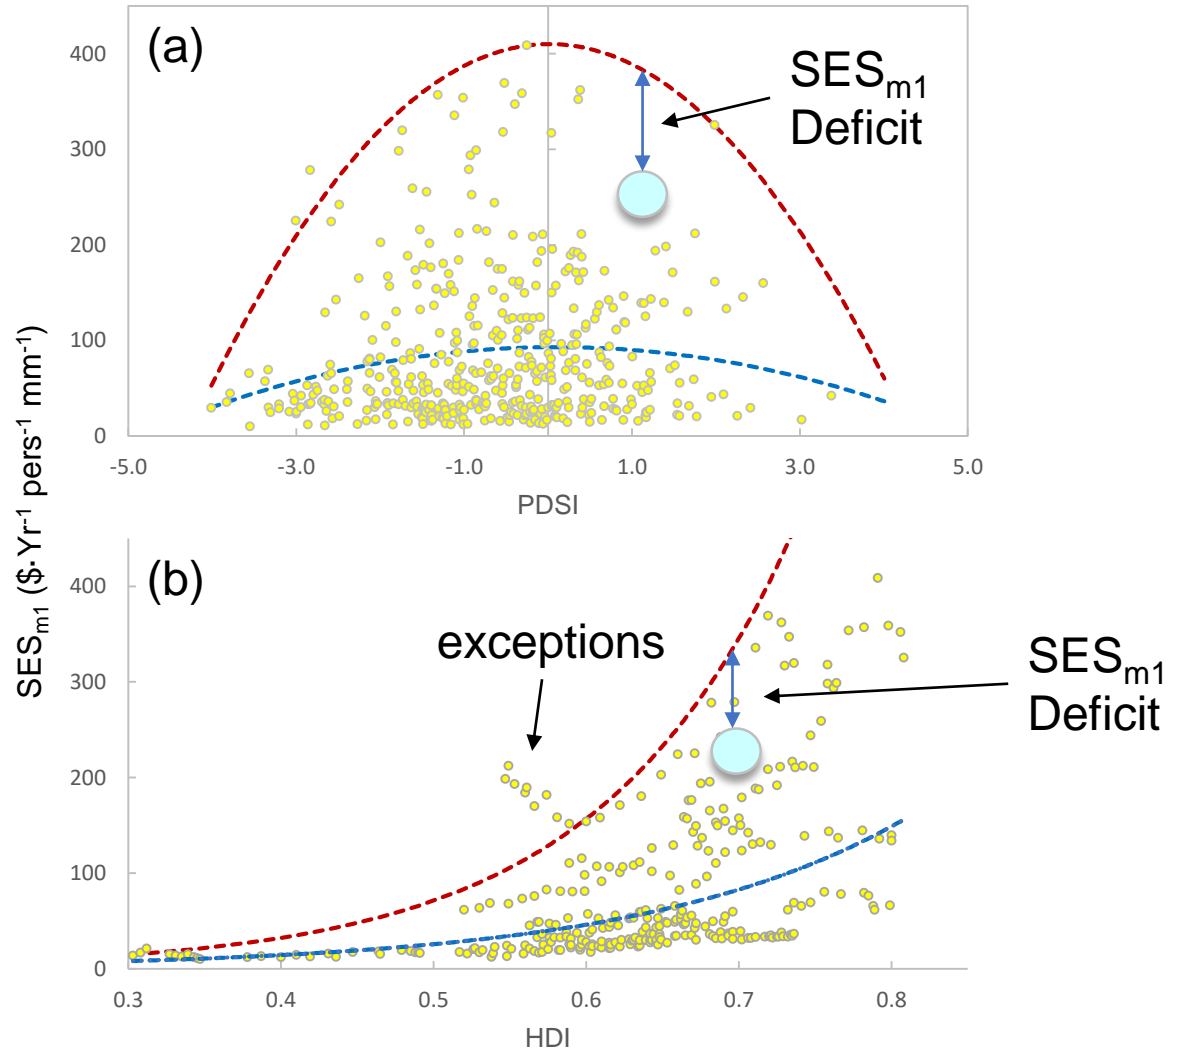 (a)
SESm1
Deficit
400
300
200
100
0
-5.0 -3.0 -1.0 1.0 3.0 5.0
PDSI
SESm1 ($·Yr-1 pers-1 mm-1)
(b)
exceptions
SESm1
Deficit
400
300
200
100
0
0.3 0.4 0.5 0.6 0.7 0.8
HDI